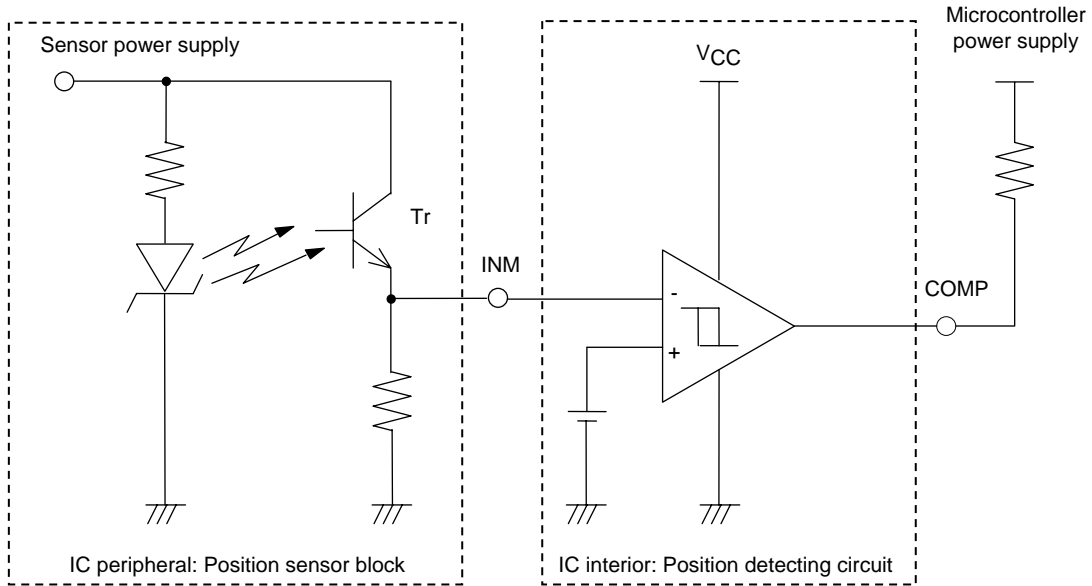 Microcontroller
power supply
Sensor power supply
VCC
Tr
INM
COMP
-
+
IC peripheral: Position sensor block
IC interior: Position detecting circuit